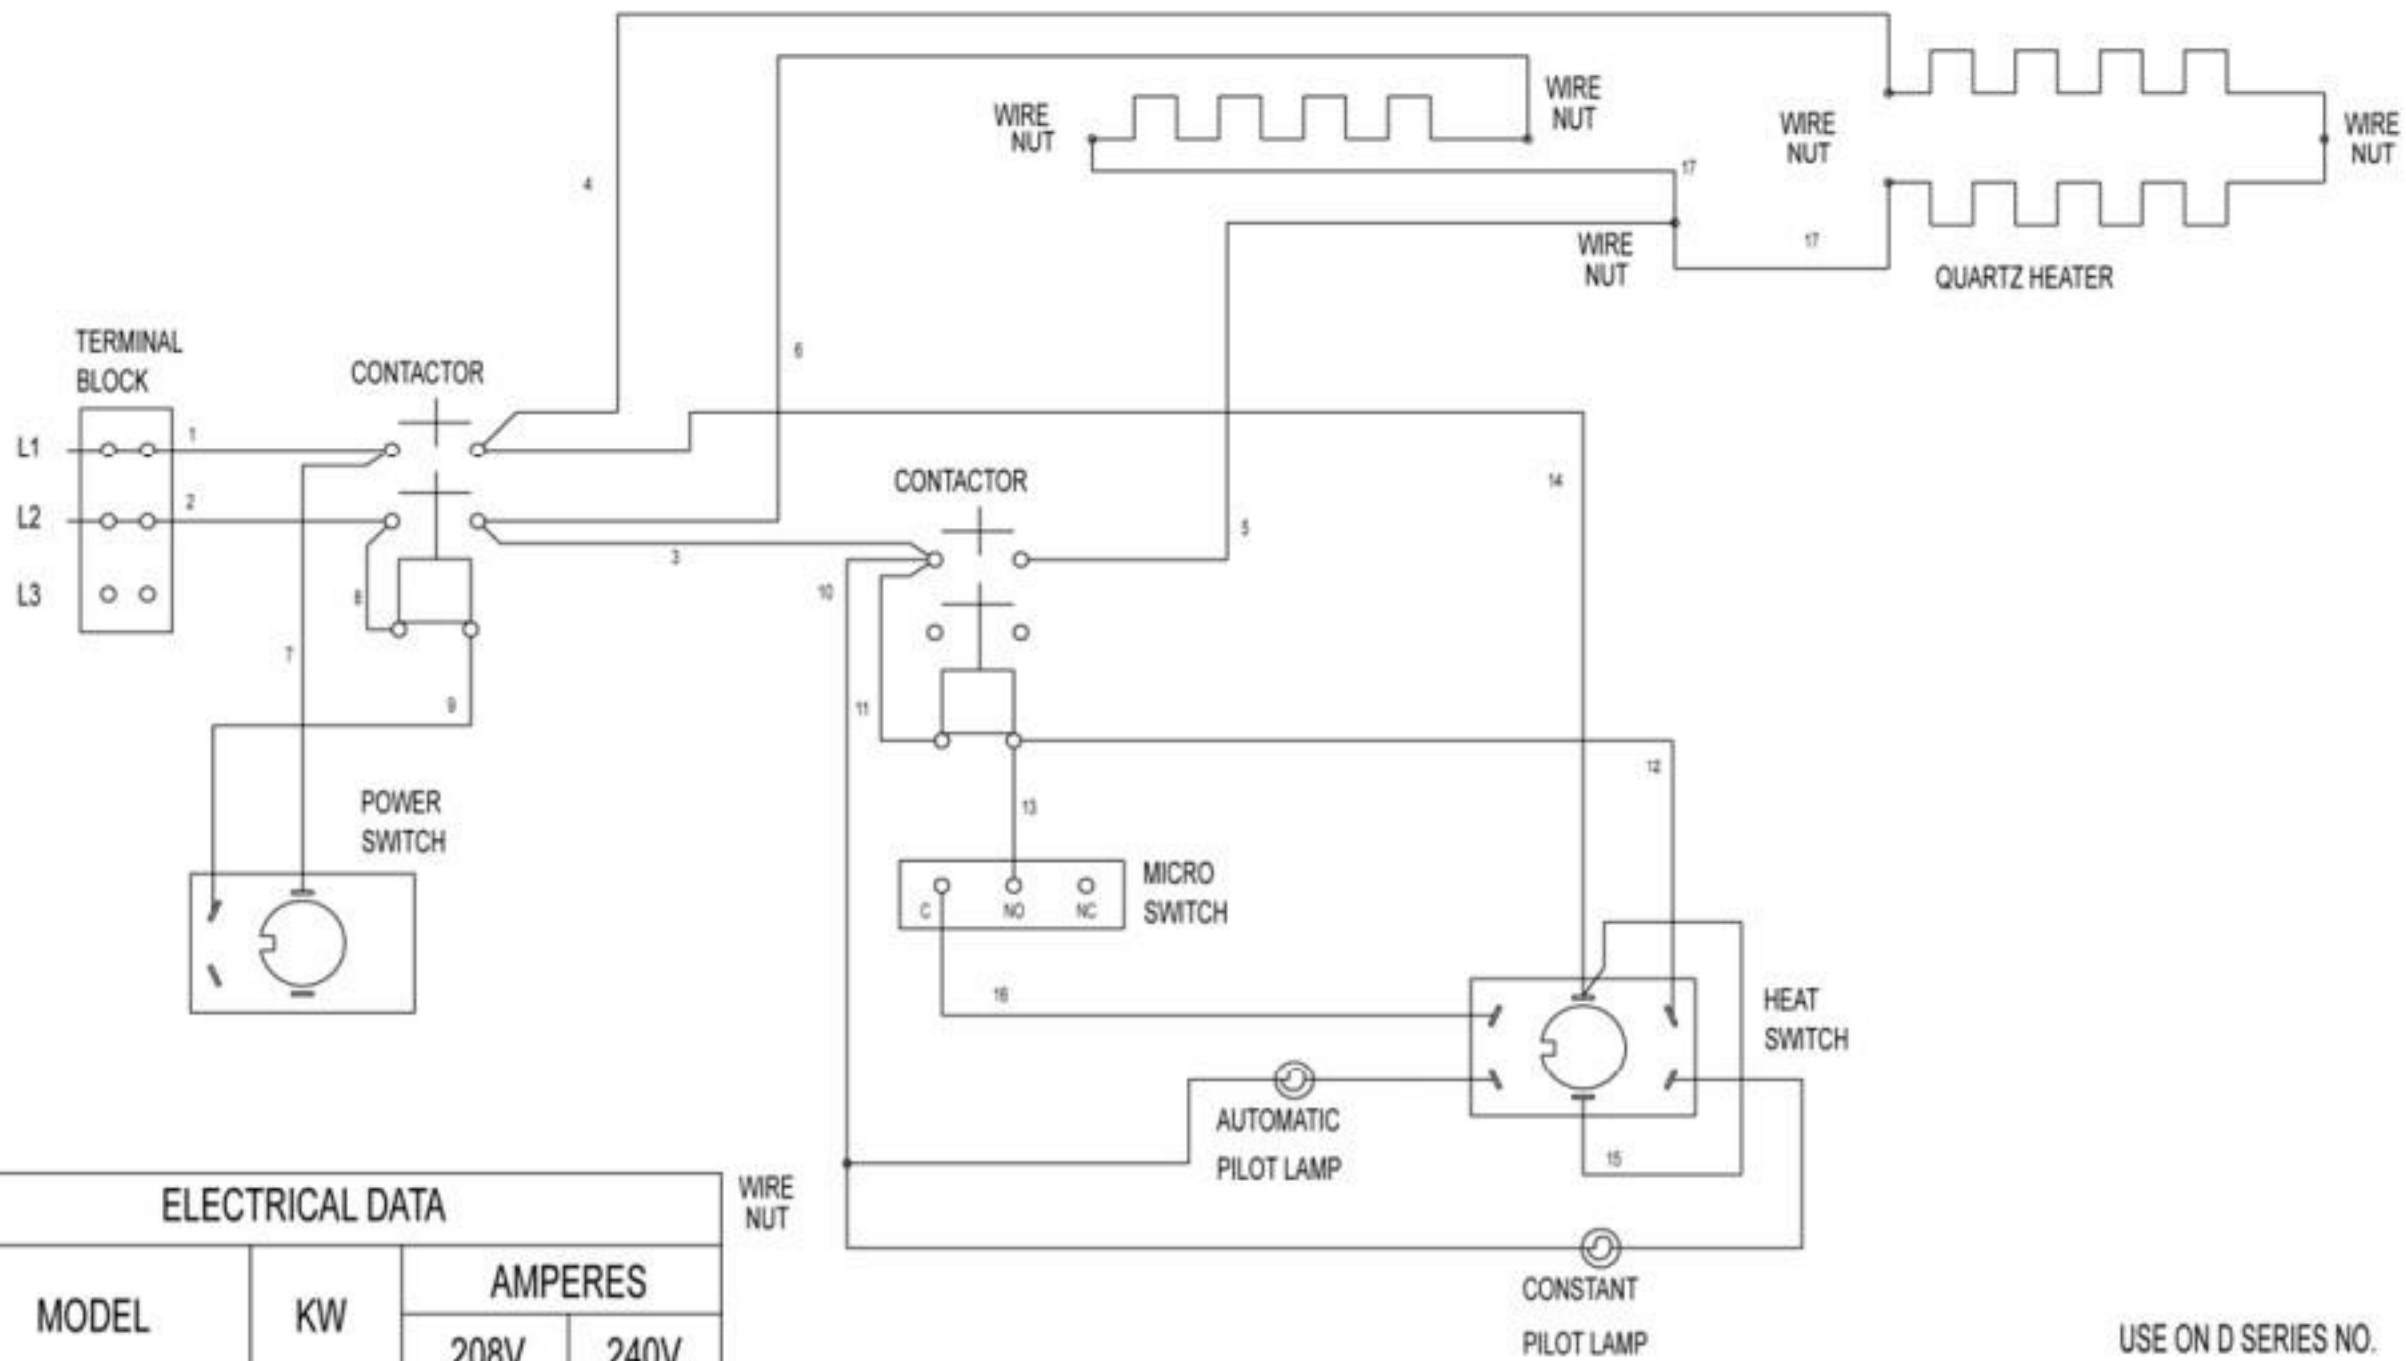 WIRE
NUT
WIRE
NUT
WIRE
NUT
WIRE
NUT
4
17
17
WIRE
NUT
QUARTZ HEATER
TERMINAL
BLOCK
CONTACTOR
6
L1
1
L2
2
L3
CONTACTOR
14
5
3
10
8
7
9
11
12
13
POWER
SWITCH
MICRO
SWITCH
C
NO
NC
16
HEAT
SWITCH
AUTOMATIC
PILOT LAMP
15
WIRE
NUT
CONSTANT
PILOT LAMP
ELECTRICAL DATA
MODEL
KW
AMPERES
208V
240V
USE ON D SERIES NO.